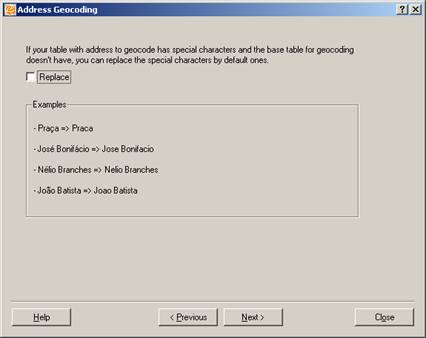 Address Geocoding
If your table with address to geocode has special characters and the base table for geocoding
doesn't have, you can replace the special characters by default ones.
Replace
Examples
- Praça => Praca
- José Bonifácio => Jose Bonifacio
- Nélio Branches => Nelio Branches
- João Batista => Joao Batista
Help
< Previous
Next >
Close